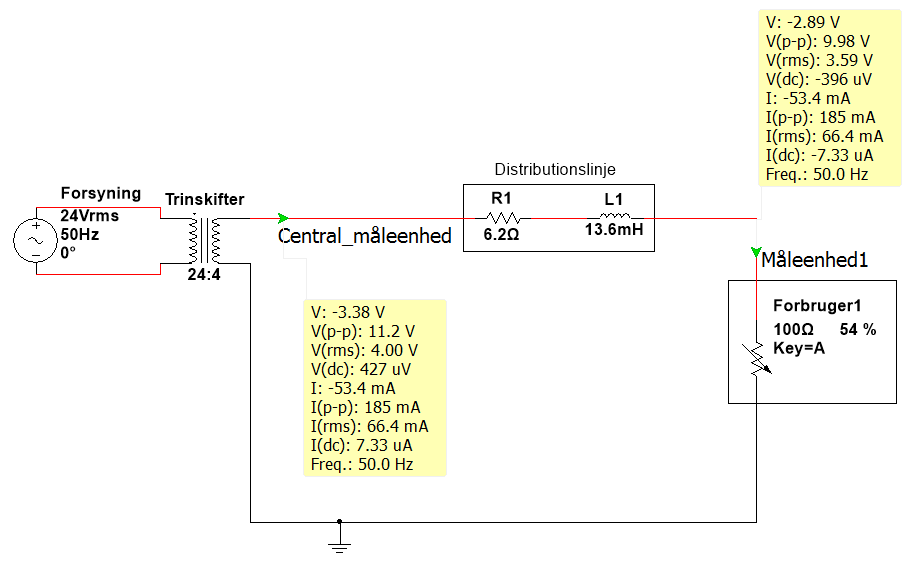 V: -2.89 V
V(p-p): 9.98 V
V(rms): 3.59 V
V(dc): -396 uV
I: -53.4 mA
I(p-p): 185 mA
I(rms): 66.4 mA
I(dc): -7.33 uA
Freq.: 50.0 Hz
Distributionslinje
R1
L1
6.2Ω
13.6mH
Forsyning
24Vrms
50Hz
0°
Trinskifter
24:4
Central_måleenhed
Måleenhed1
Forbruger1
100Ω 54 %
Key=A
V: -3.38 V
V(p-p): 11.2 V
V(rms): 4.00 V
V(dc): 427 uV
I: -53.4 mA
I(p-p): 185 mA
I(rms): 66.4 mA
I(dc): 7.33 uA
Freq.: 50.0 Hz